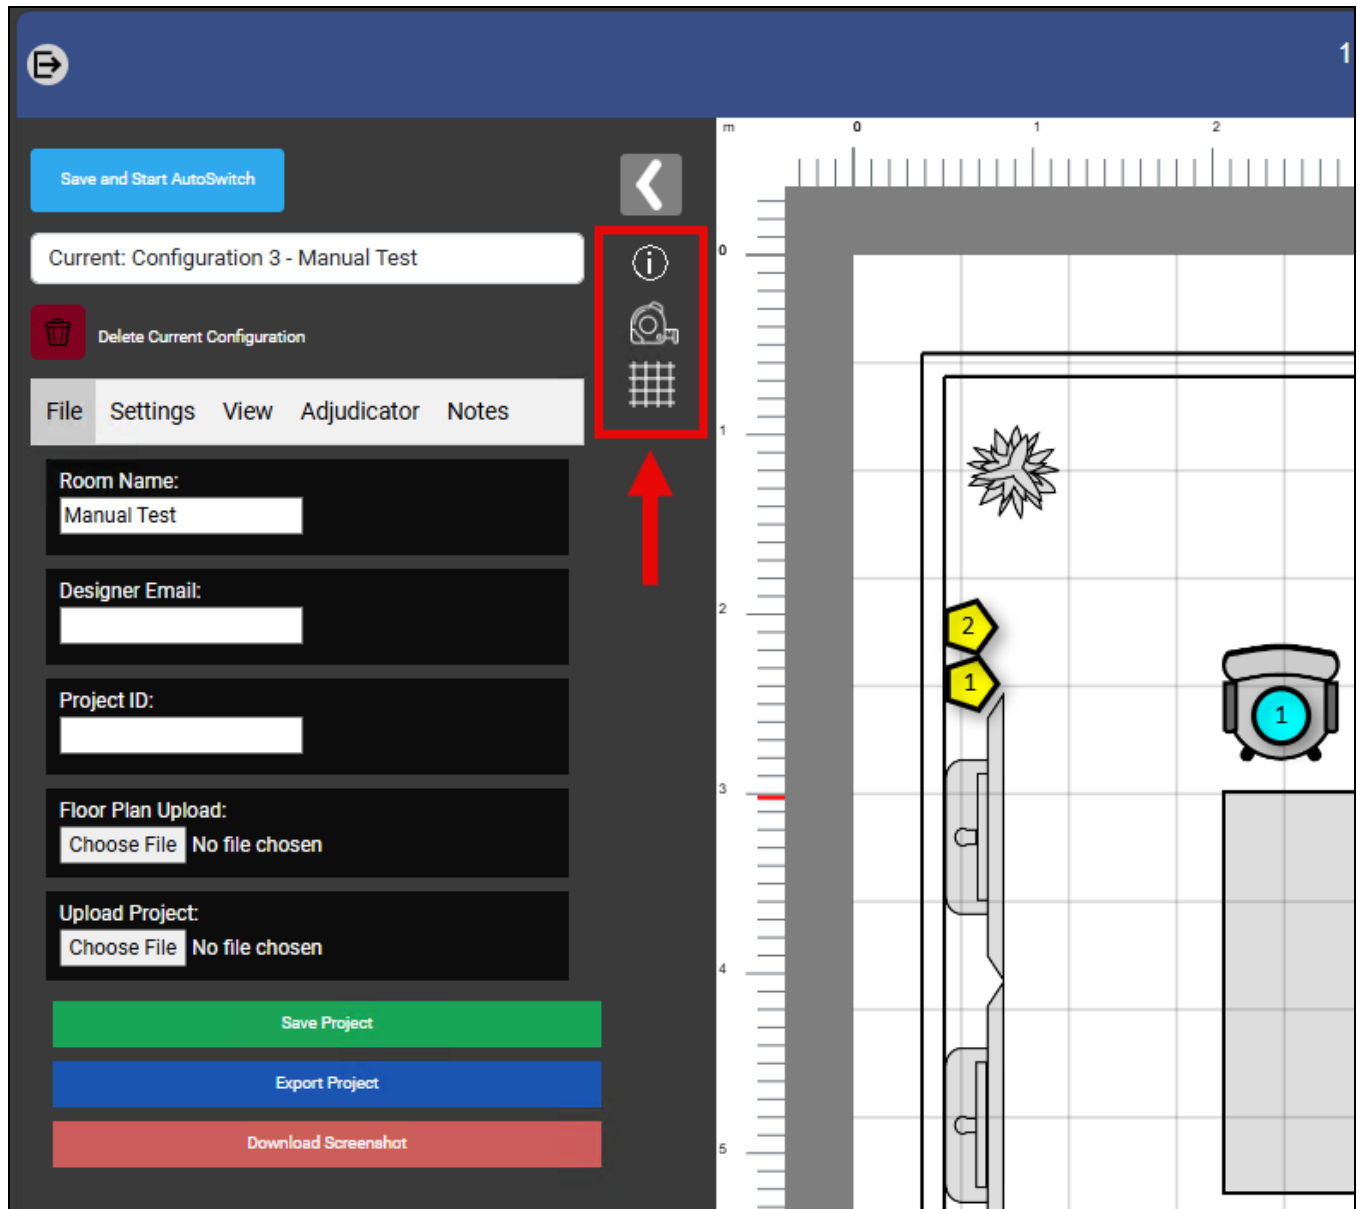 1
m 0 1 2
Save and Start AutoSwitch
Current: Configuration 3 - Manual Test
0
i
Delete Current Configuration
File Settings View Adjudicator Notes
1
Room Name:
Manual Test
Designer Email:
2
2
1
Project ID:
1
3
Floor Plan Upload:
Choose File No file chosen
Upload Project:
Choose File No file chosen
4
Save Project
Export Project
Download Screenshot
5